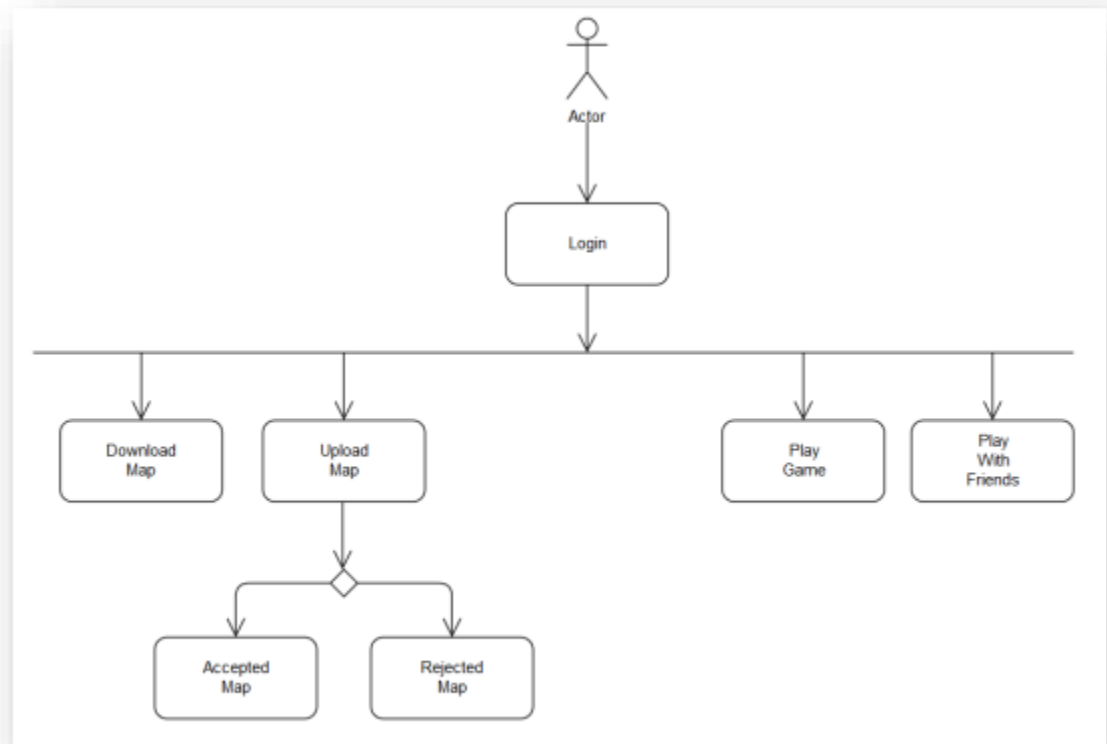 Actor
Login
Download
Map
Upload
Map
Play
Game
Play
With
Friends
Accepted
Map
Rejected
Map